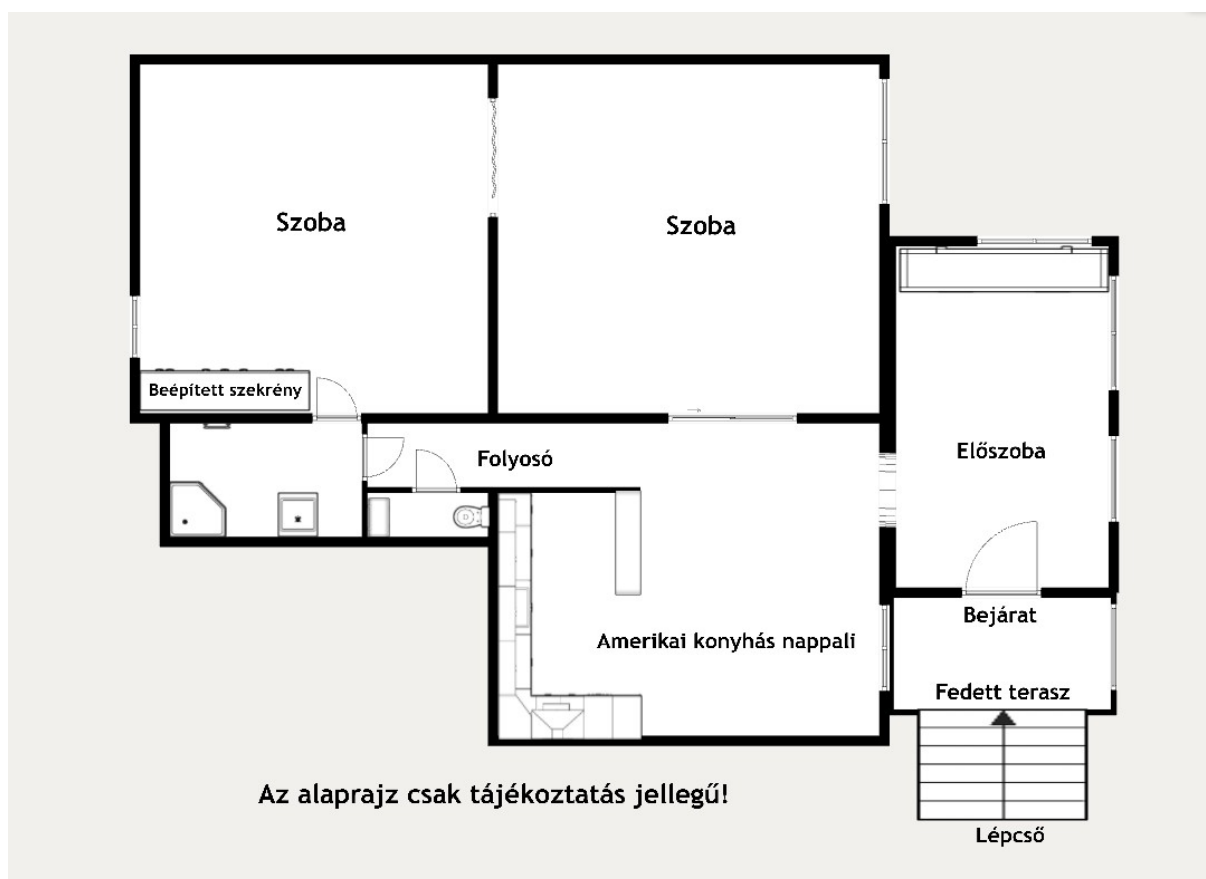 Szoba
Szoba
Beépített szekrény
Folyosó
Előszoba
Bejárat
Amerikai konyhás nappali
Fedett terasz
Az alaprajz csak tájékoztatás jellegű!
Lépcső